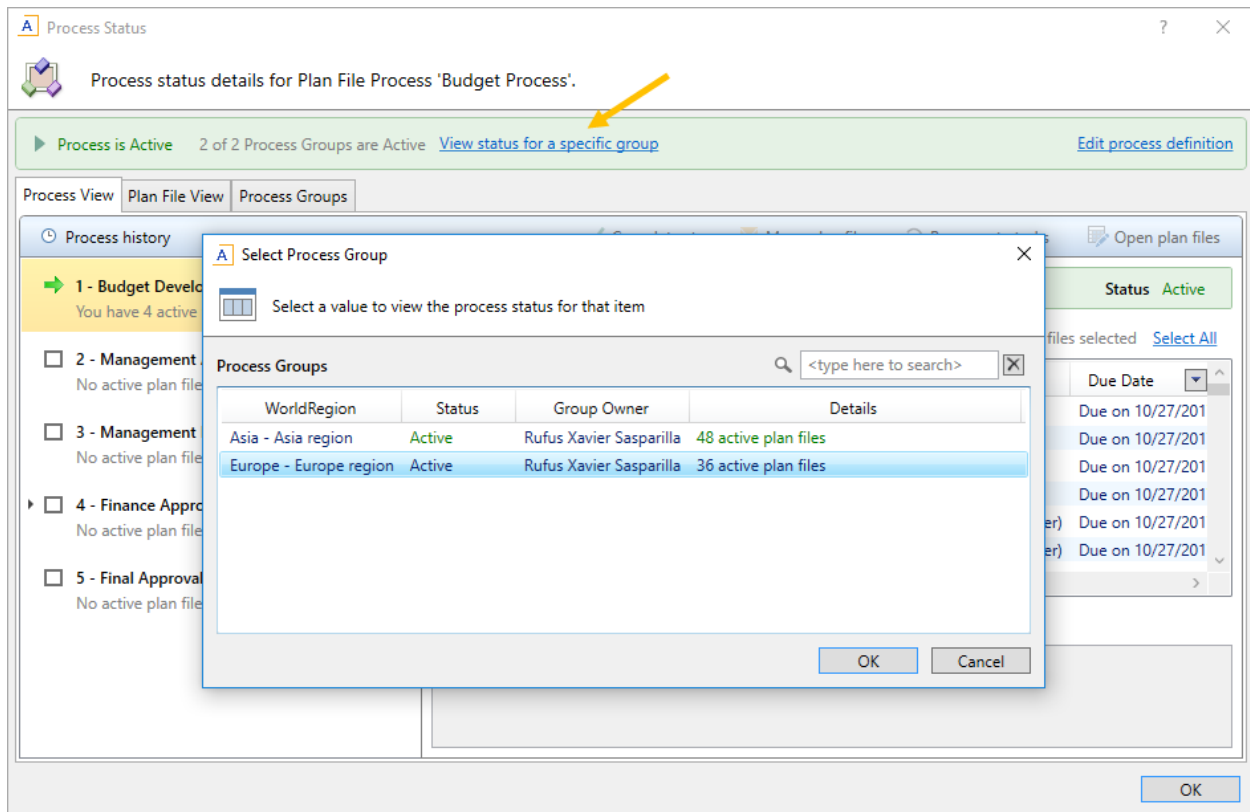 A Process Status ?
Process status details for Plan File Process 'Budget Process'.
Process is Active 2 of 2 Process Groups are Active View status for a specific group Edit process definition
Process View Plan File View Process Groups
Process history Open plan files
1 - Budget Develo
You have 4 active
2 - Management
No active plan file
3 - Management
No active plan file
4 - Finance Appro
No active plan file
5 - Final Approval
No active plan file
Status Active
files selected Select All
Due Date
Due on 10/27/201
Due on 10/27/201
Due on 10/27/201
Due on 10/27/201
er) Due on 10/27/201
er) Due on 10/27/201
A Select Process Group
Select a value to view the process status for that item
Process Groups <type here to search>
WorldRegion Status Group Owner Details
Asia - Asia region Active Rufus Xavier Sasparilla 48 active plan files
Europe - Europe region Active Rufus Xavier Sasparilla 36 active plan files
OK Cancel
OK